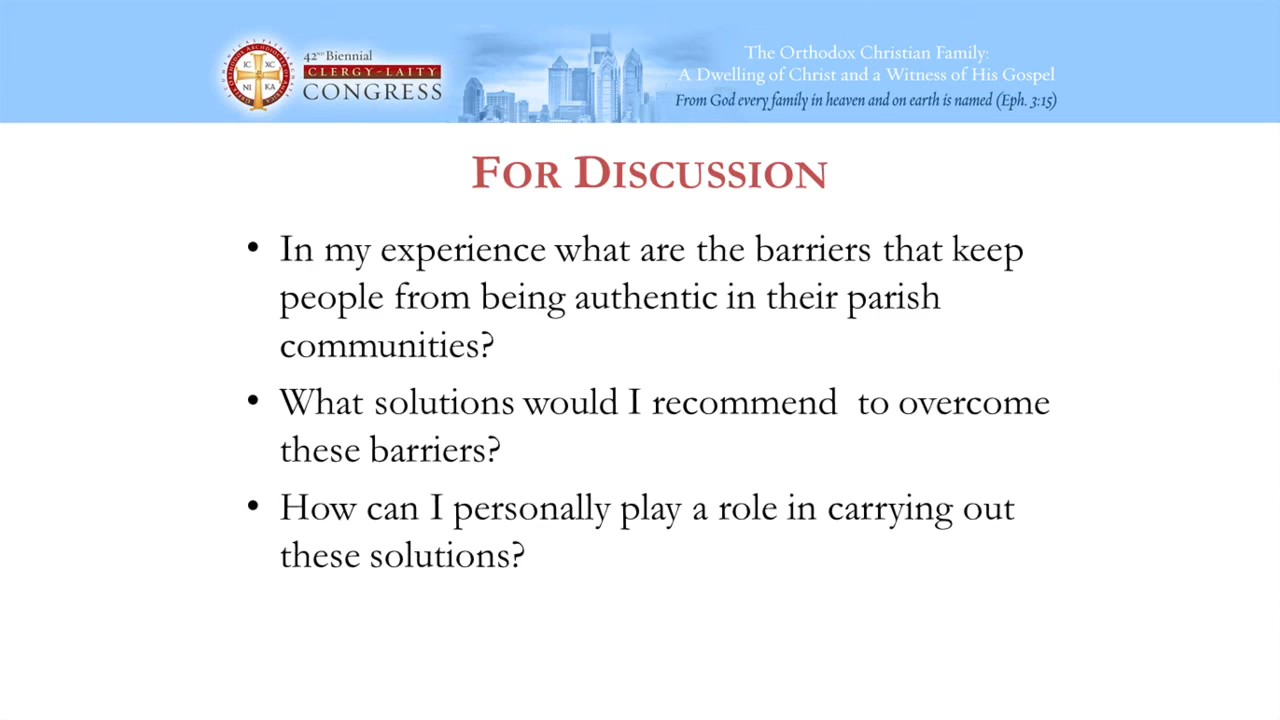 42ND Biennial
CLERGY-LAITY
CONGRESS
IC XC
NI KA
The Orthodox Christian Family:
A Dwelling of Christ and a Witness of His Gospel
From God every family in heaven and on earth is named (Eph. 3:15)
FOR DISCUSSION
• In my experience what are the barriers that keep
people from being authentic in their parish
communities?
• What solutions would I recommend  to overcome
these barriers?
• How can I personally play a role in carrying out
these solutions?